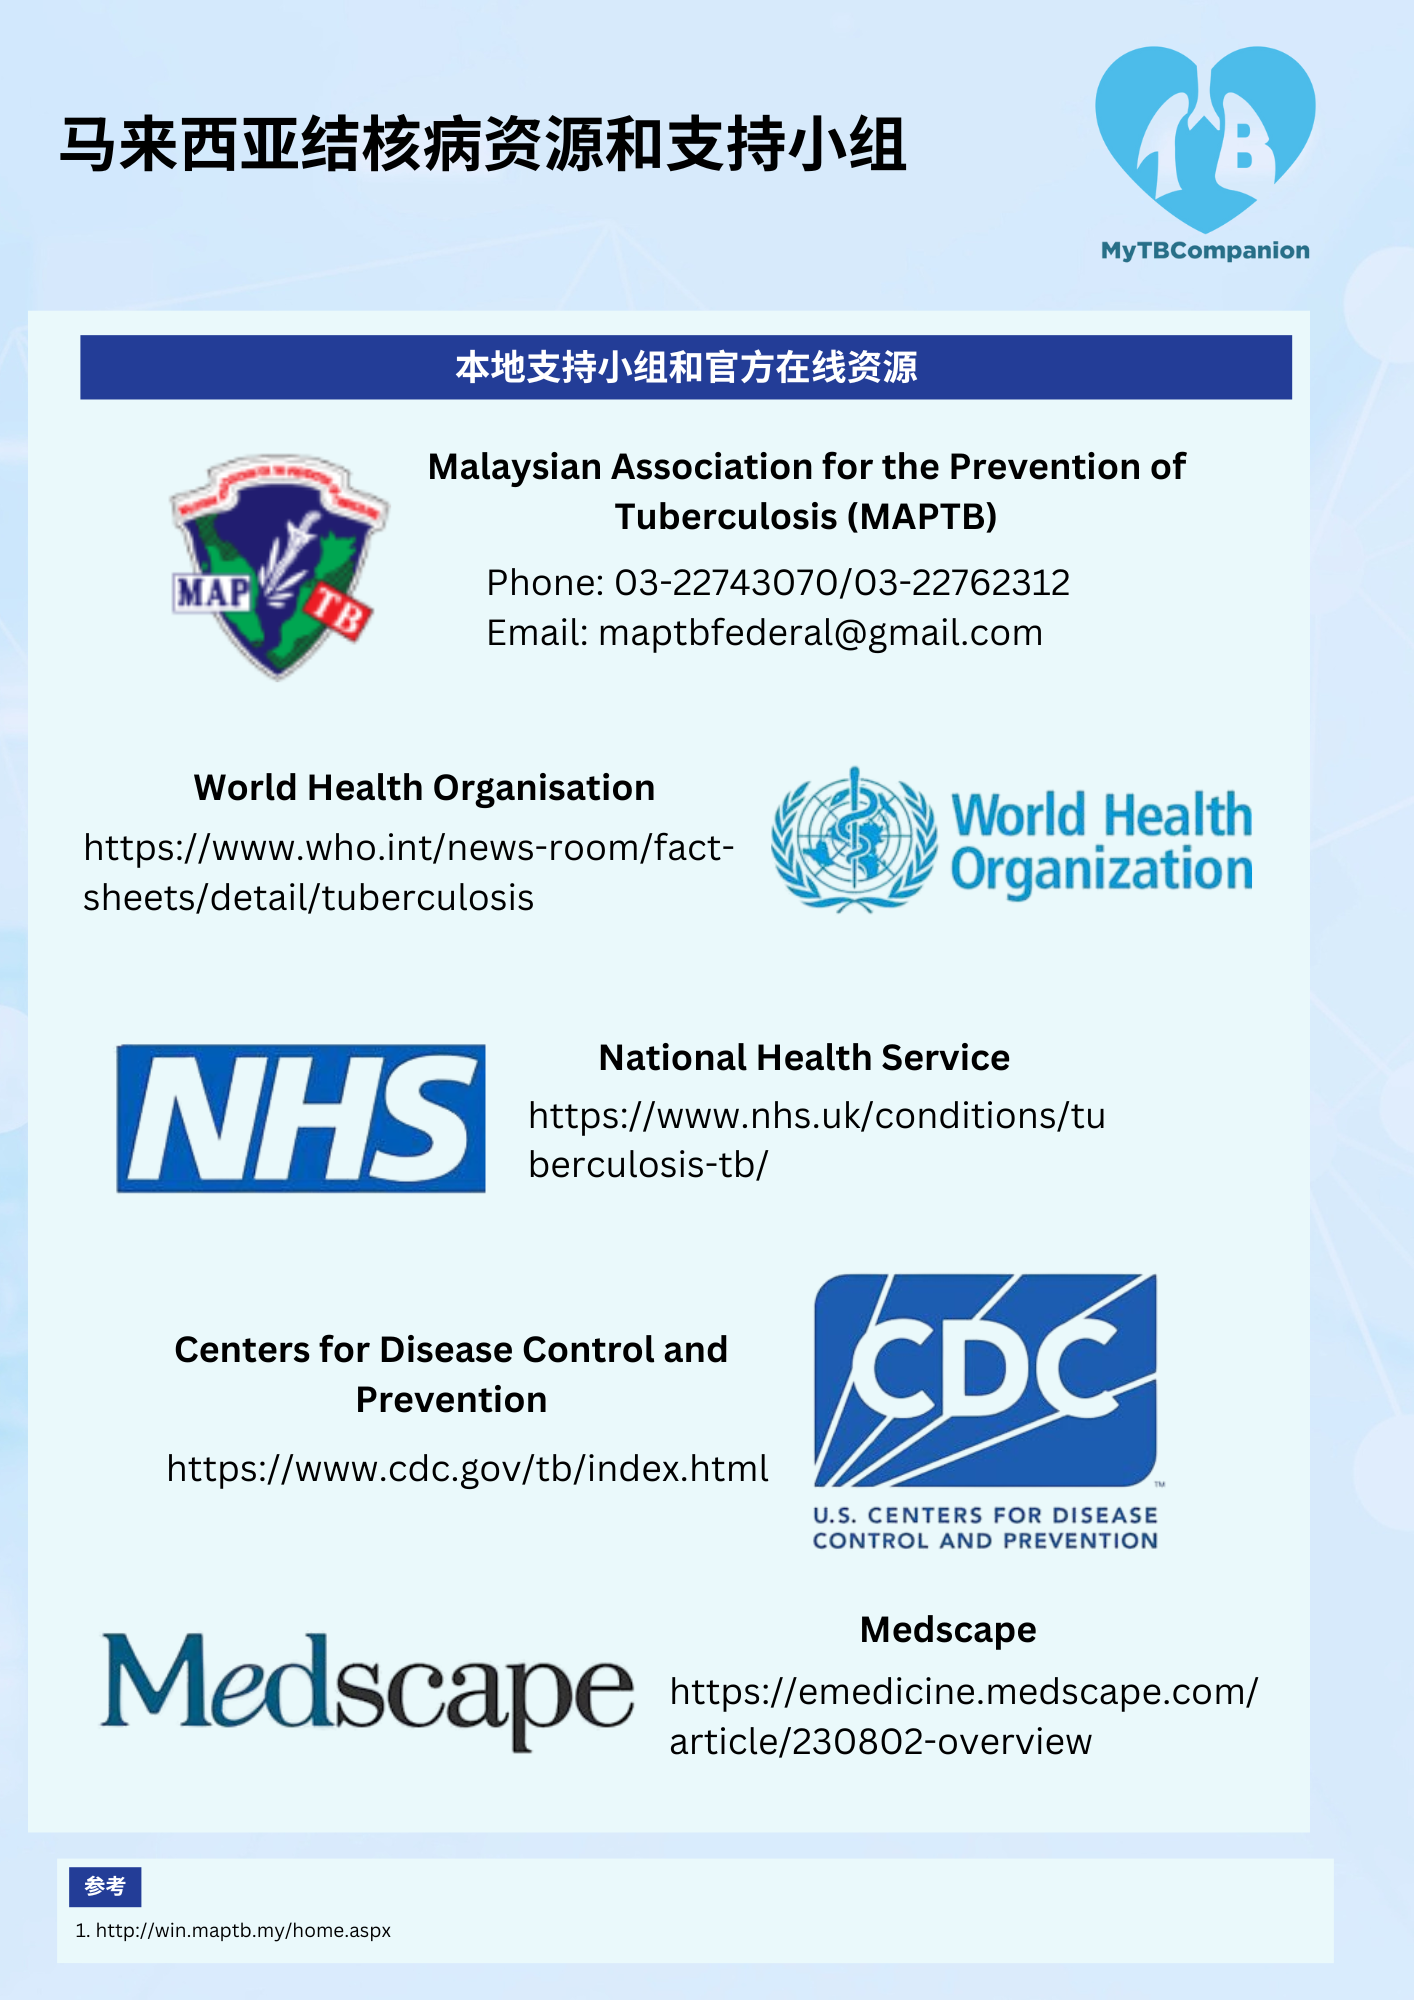 马来西亚结核病资源和支持小组
TB
MyTBCompanion
本地支持小组和官方在线资源
MAP
TB
Malaysian Association for the Prevention of
Tuberculosis (MAPTB)
Phone: 03-22743070/03-22762312
Email: maptbfederal@gmail.com
World Health Organisation
https://www.who.int/news-room/fact-
sheets/detail/tuberculosis
World Health
Organization
NHS
National Health Service
https://www.nhs.uk/conditions/tu
berculosis-tb/
Centers for Disease Control and
Prevention
https://www.cdc.gov/tb/index.html
CDC
TM
U.S. CENTERS FOR DISEASE
CONTROL AND PREVENTION
Medscape
Medscape
https://emedicine.medscape.com/
article/230802-overview
参考
1. http://win.maptb.my/home.aspx